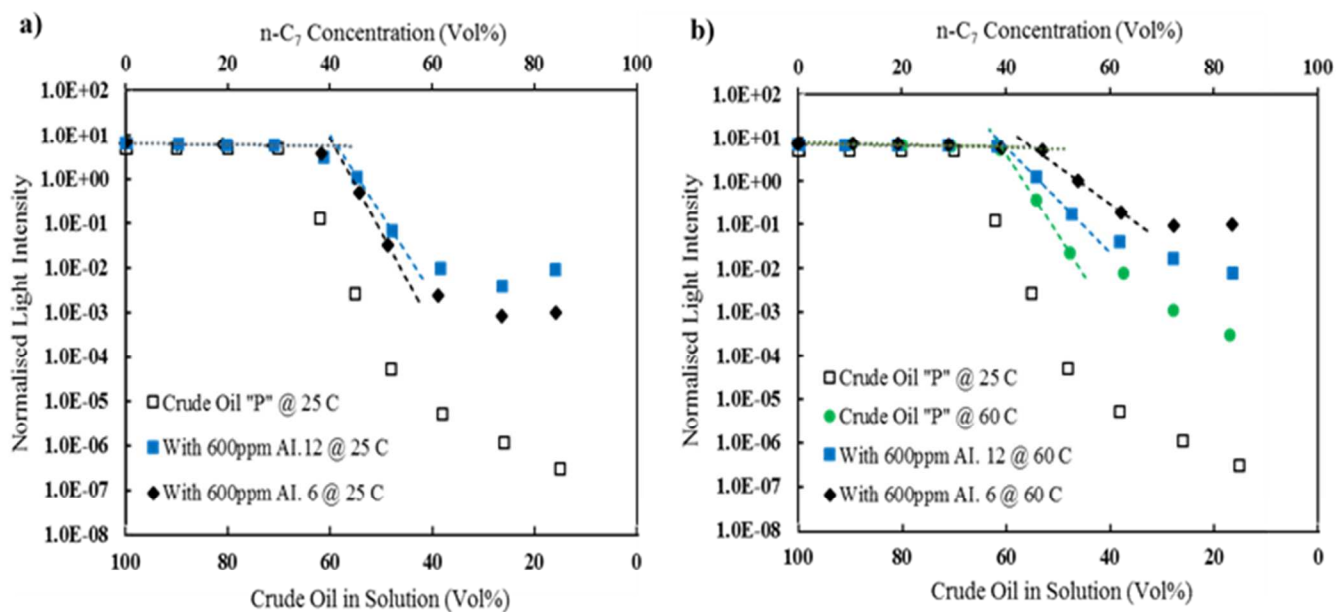 a)
n-C7 Concentration (Vol%)
0 20 40 60 80 100
1.0E+02
1.0E+01
1.0E+00
1.0E-01
1.0E-02
1.0E-03
1.0E-04
1.0E-05
1.0E-06
1.0E-07
1.0E-08
Normalised Light Intensity
Crude Oil "P" @ 25 C
With 600ppm AI. 12 @ 25 C
With 600ppm AI. 6 @ 25 C
100 80 60 40 20 0
Crude Oil in Solution (Vol%)
b)
n-C7 Concentration (Vol%)
0 20 40 60 80 100
1.0E+02
1.0E+01
1.0E+00
1.0E-01
1.0E-02
1.0E-03
1.0E-04
1.0E-05
1.0E-06
1.0E-07
1.0E-08
Normalised Light Intensity
Crude Oil "P" @ 25 C
Crude Oil "P" @ 60 C
With 600ppm AI. 12 @ 60 C
With 600ppm AI. 6 @ 60 C
100 80 60 40 20 0
Crude Oil in Solution (Vol%)